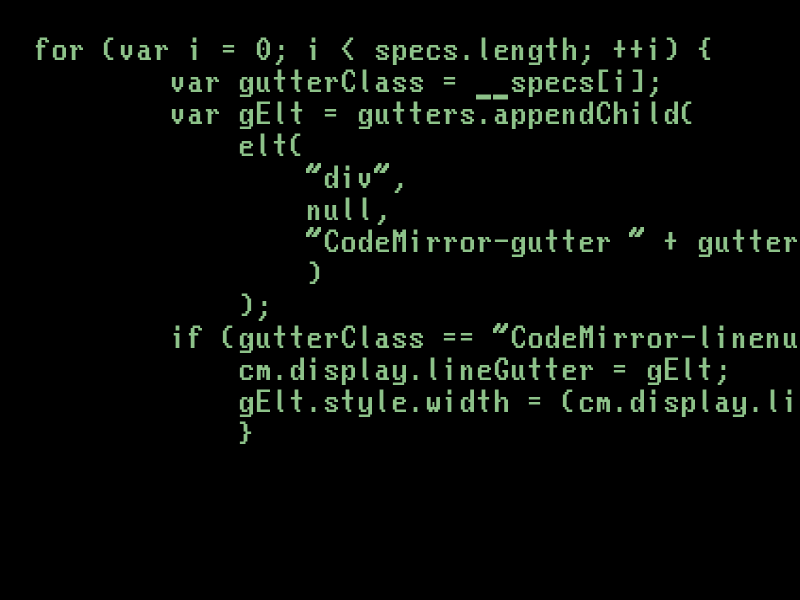 for (var i = 0; i < specs.length; ++i) {
var gutterClass = __specs[i];
var gElt = gutters.appendChild(
elt(
"div",
null,
"CodeMirror-gutter " + gutter
)
);
if (gutterClass == "CodeMirror-linenu
cm.display.lineGutter = gElt;
gElt.style.width = (cm.display.li
}